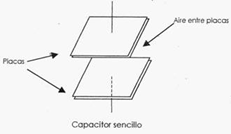 Aire entre placas
Placas
Capacitor sencillo